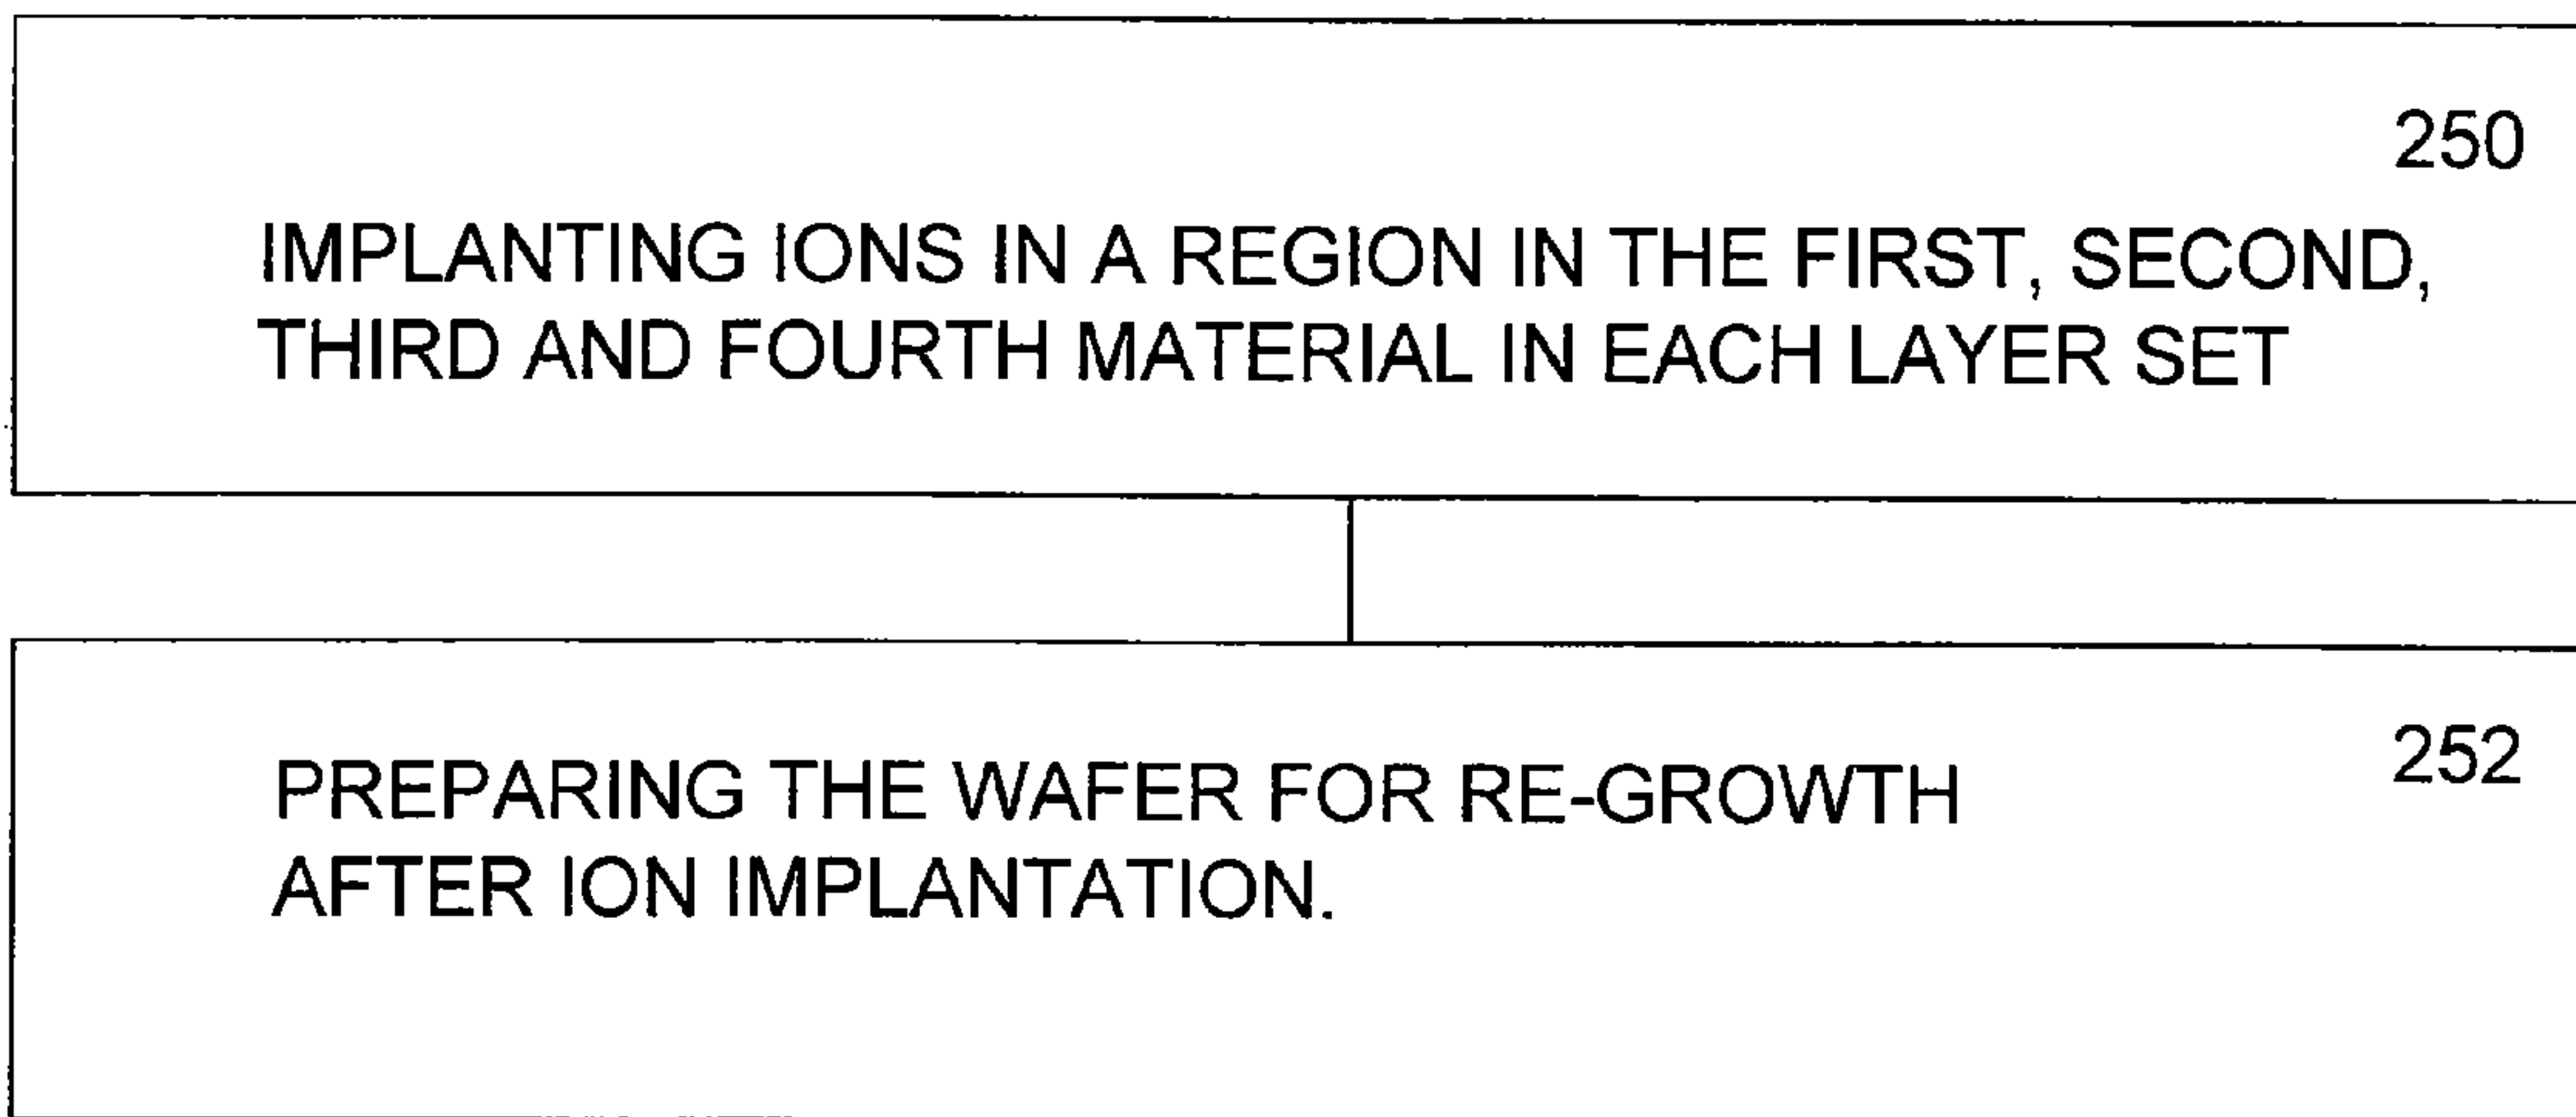 250
IMPLANTING IONS IN A REGION IN THE FIRST, SECOND,
THIRD AND FOURTH MATERIAL IN EACH LAYER SET
252
PREPARING THE WAFER FOR RE-GROWTH
AFTER ION IMPLANTATION.